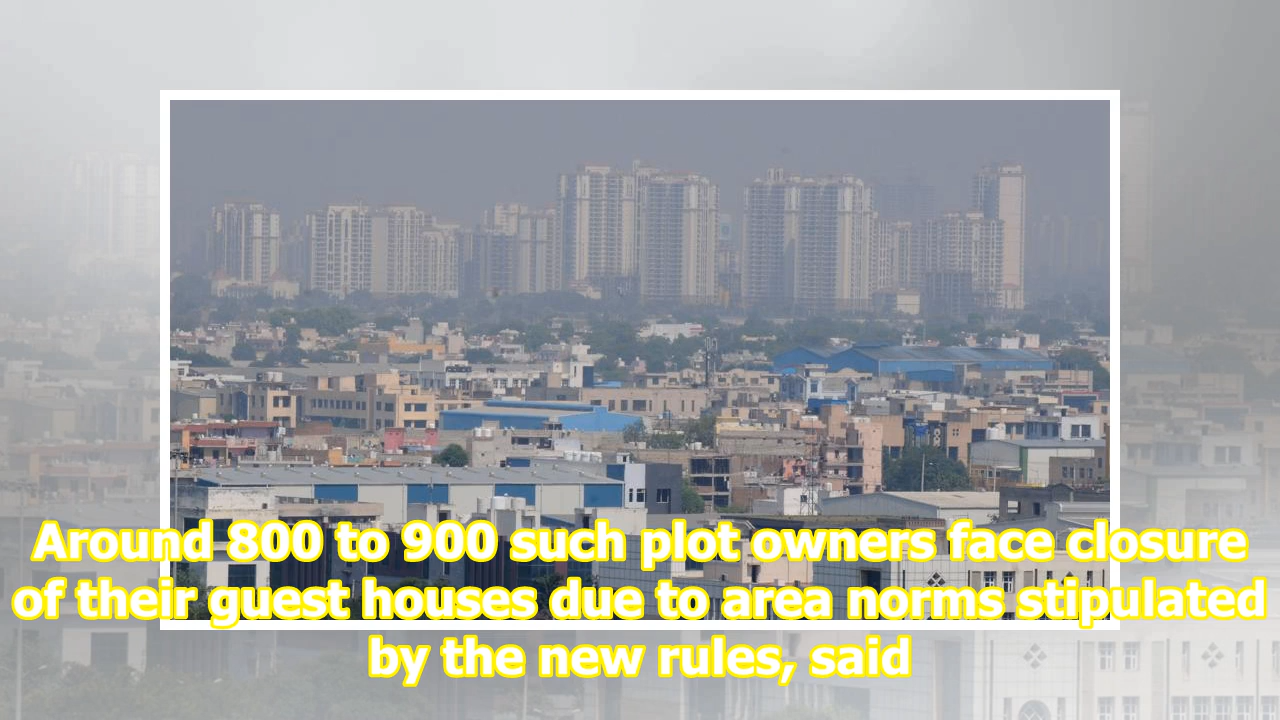 Around 800 to 900 such plot owners face closure
of their guest houses due to area norms stipulated
by the new rules, said